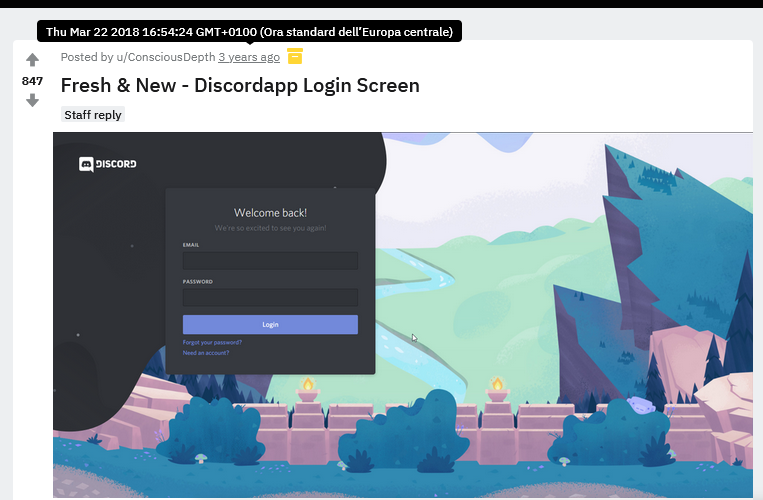 Thu Mar 22 2018 16:54:24 GMT+0100 (Ora standard dell'Europa centrale)
Posted by u/ConsciousDepth 3 years ago
847
Fresh & New - Discordapp Login Screen
Staff reply
DISCORD
Welcome back!
We're so excited to see you again!
EMAIL
PASSWORD
Login
Forgot your password?
Need an account?